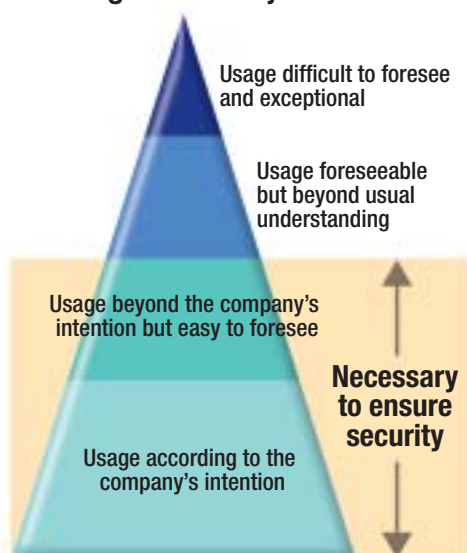 Usage difficult to foresee
and exceptional
Usage foreseeable
but beyond usual
understanding
Usage beyond the company's
intention but easy to foresee
Necessary
to ensure
security
Usage according to the
company's intention